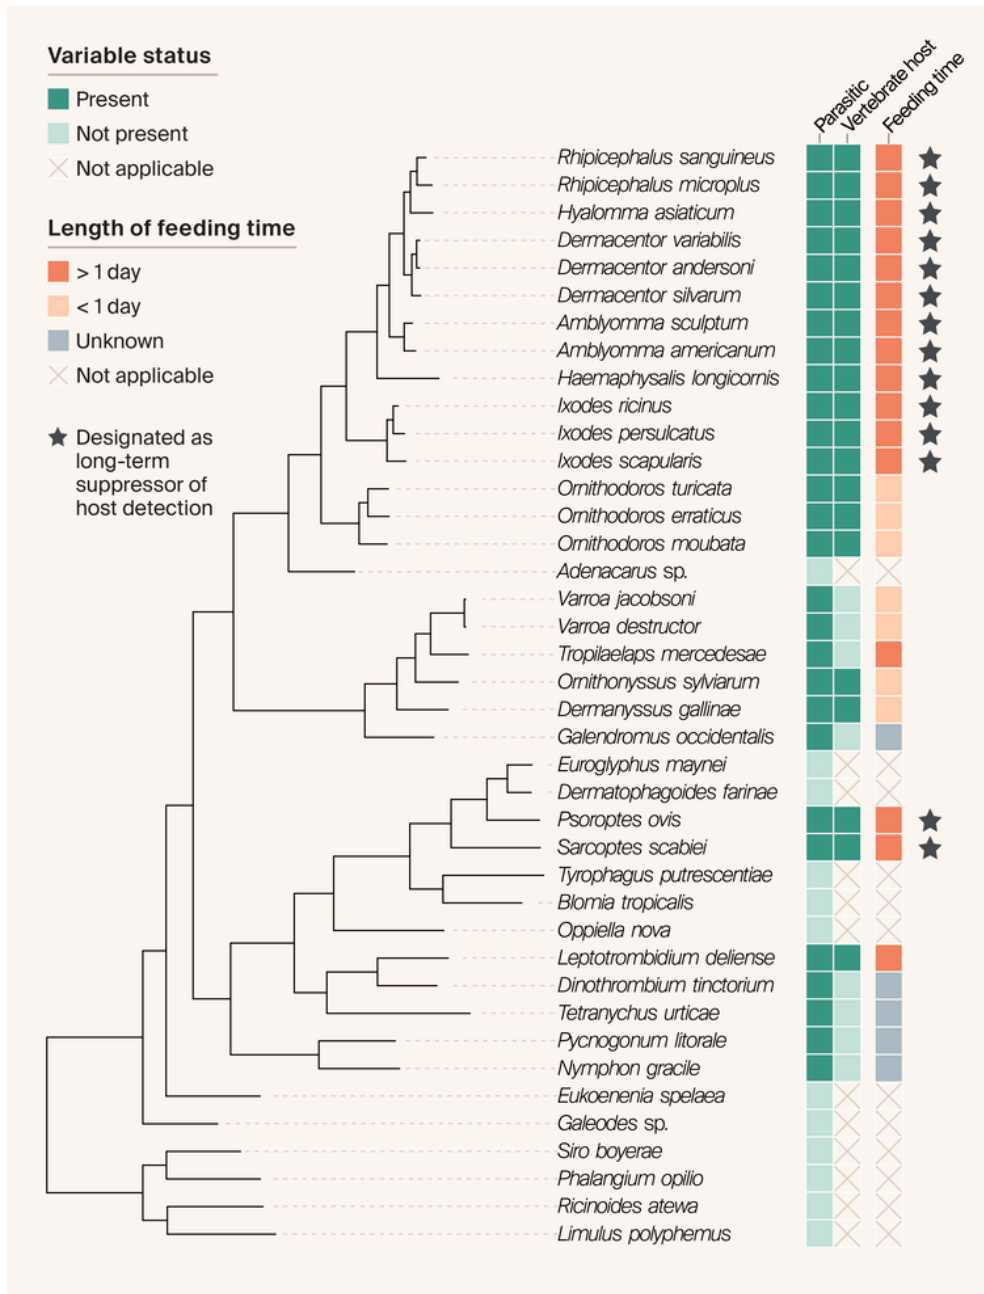 Variable status
Present
Not present
Not applicable
Length of feeding time
> 1 day
< 1 day
Unknown
Not applicable
Designated as
long-term
suppressor of
host detection
Parasitic
Vertebrate host
Feeding time
Rhipicephalus sanguineus
Rhipicephalus microplus
Hyalomma asiaticum
Dermacentor variabilis
Dermacentor andersoni
Dermacentor silvarum
Amblyomma sculptum
Amblyomma americanum
Haemaphysalis longicornis
Ixodes ricinus
Ixodes persulcatus
Ixodes scapularis
Ornithodoros turicata
Ornithodoros erraticus
Ornithodoros moubata
Adenacarus sp.
Varroa jacobsoni
Varroa destructor
Tropilaelaps mercedesae
Ornithonyssus sylviarum
Dermanyssus gallinae
Galendromus occidentalis
Euroglyphus maynei
Dermatophagoides farinae
Psoroptes ovis
Sarcoptes scabiei
Tyrophagus putrescentiae
Blomia tropicalis
Oppiella nova
Leptotrombidium deliense
Dinothrombium tinctorium
Tetranychus urticae
Pycnogonum litorale
Nymphon gracile
Eukoenenia spelaea
Galeodes sp.
Siro boyerae
Phalangium opilio
Ricinoides atewa
Limulus polyphemus